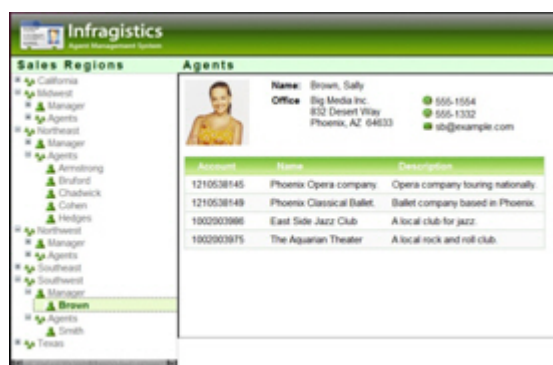 Infragistics
Agent Management System
Sales Regions
California
Midwest
Manager
Agents
Northeast
Manager
Agents
Armstrong
Bruford
Chadwick
Cohen
Hedges
Northwest
Manager
Agents
Southeast
Southwest
Manager
Brown
Agents
Smith
Texas
Agents
Name: Brown, Sally
Office Big Media Inc.
832 Desert Way
Phoenix, AZ 64633
555-1554
555-1332
sb@example.com
Account Name Description
1210538145 Phoenix Opera company. Opera company touring nationally.
1210538149 Phoenix Classical Ballet. Ballet company based in Phoenix.
1002003986 East Side Jazz Club A local club for jazz.
1002003975 The Aquarian Theater A local rock and roll club.